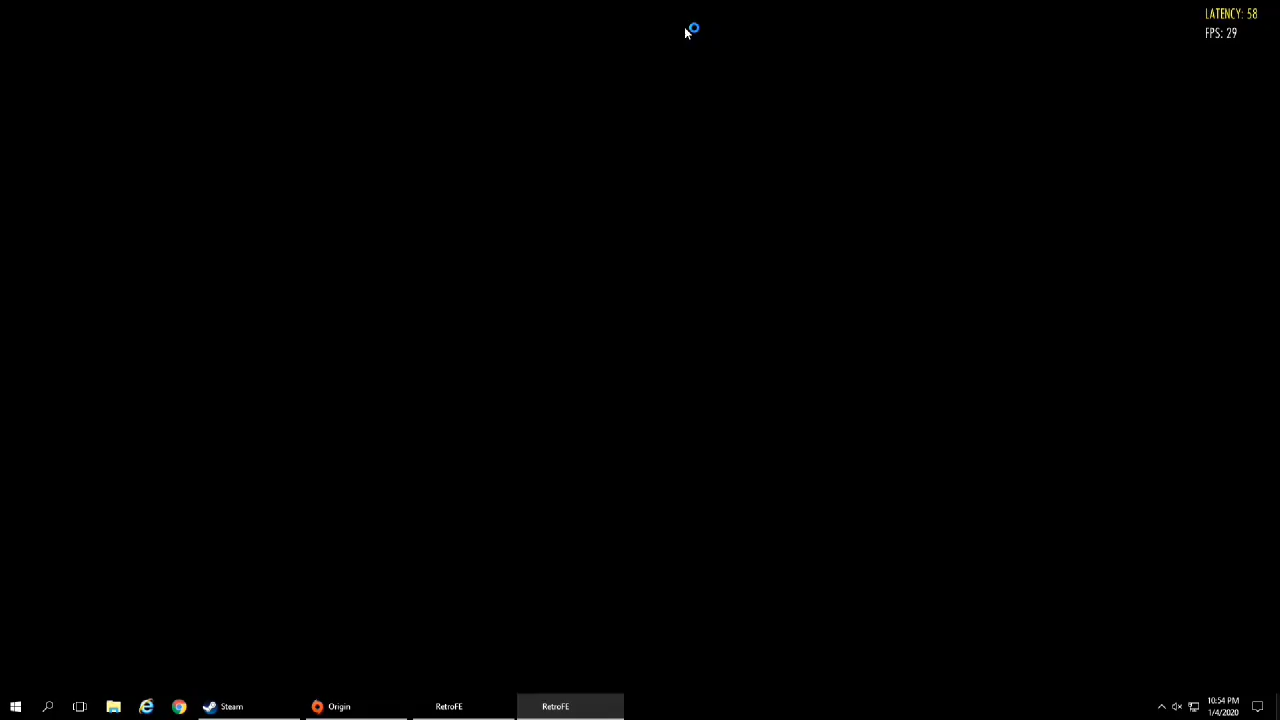 LATENCY: 58
FPS: 29
Steam
Origin
RetroFE
RetroFE
10:54 PM
1/4/2020